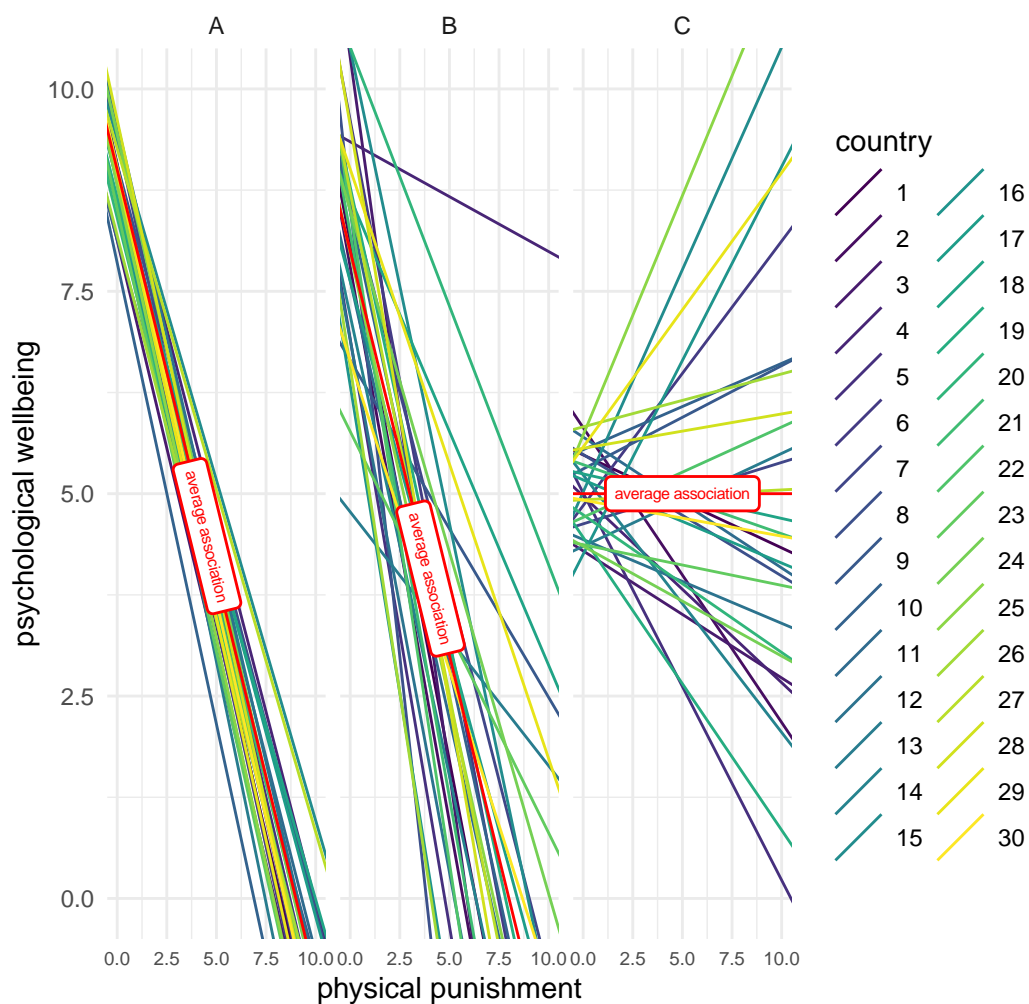 A B C
psychological wellbeing
10.0
7.5
5.0
2.5
0.0
average association
average association
average association
0.0 2.5 5.0 7.5 10.0 0.0 2.5 5.0 7.5 10.0 0.0 2.5 5.0 7.5 10.0
physical punishment
country
1 16
2 17
3 18
4 19
5 20
6 21
7 22
8 23
9 24
10 25
11 26
12 27
13 28
14 29
15 30